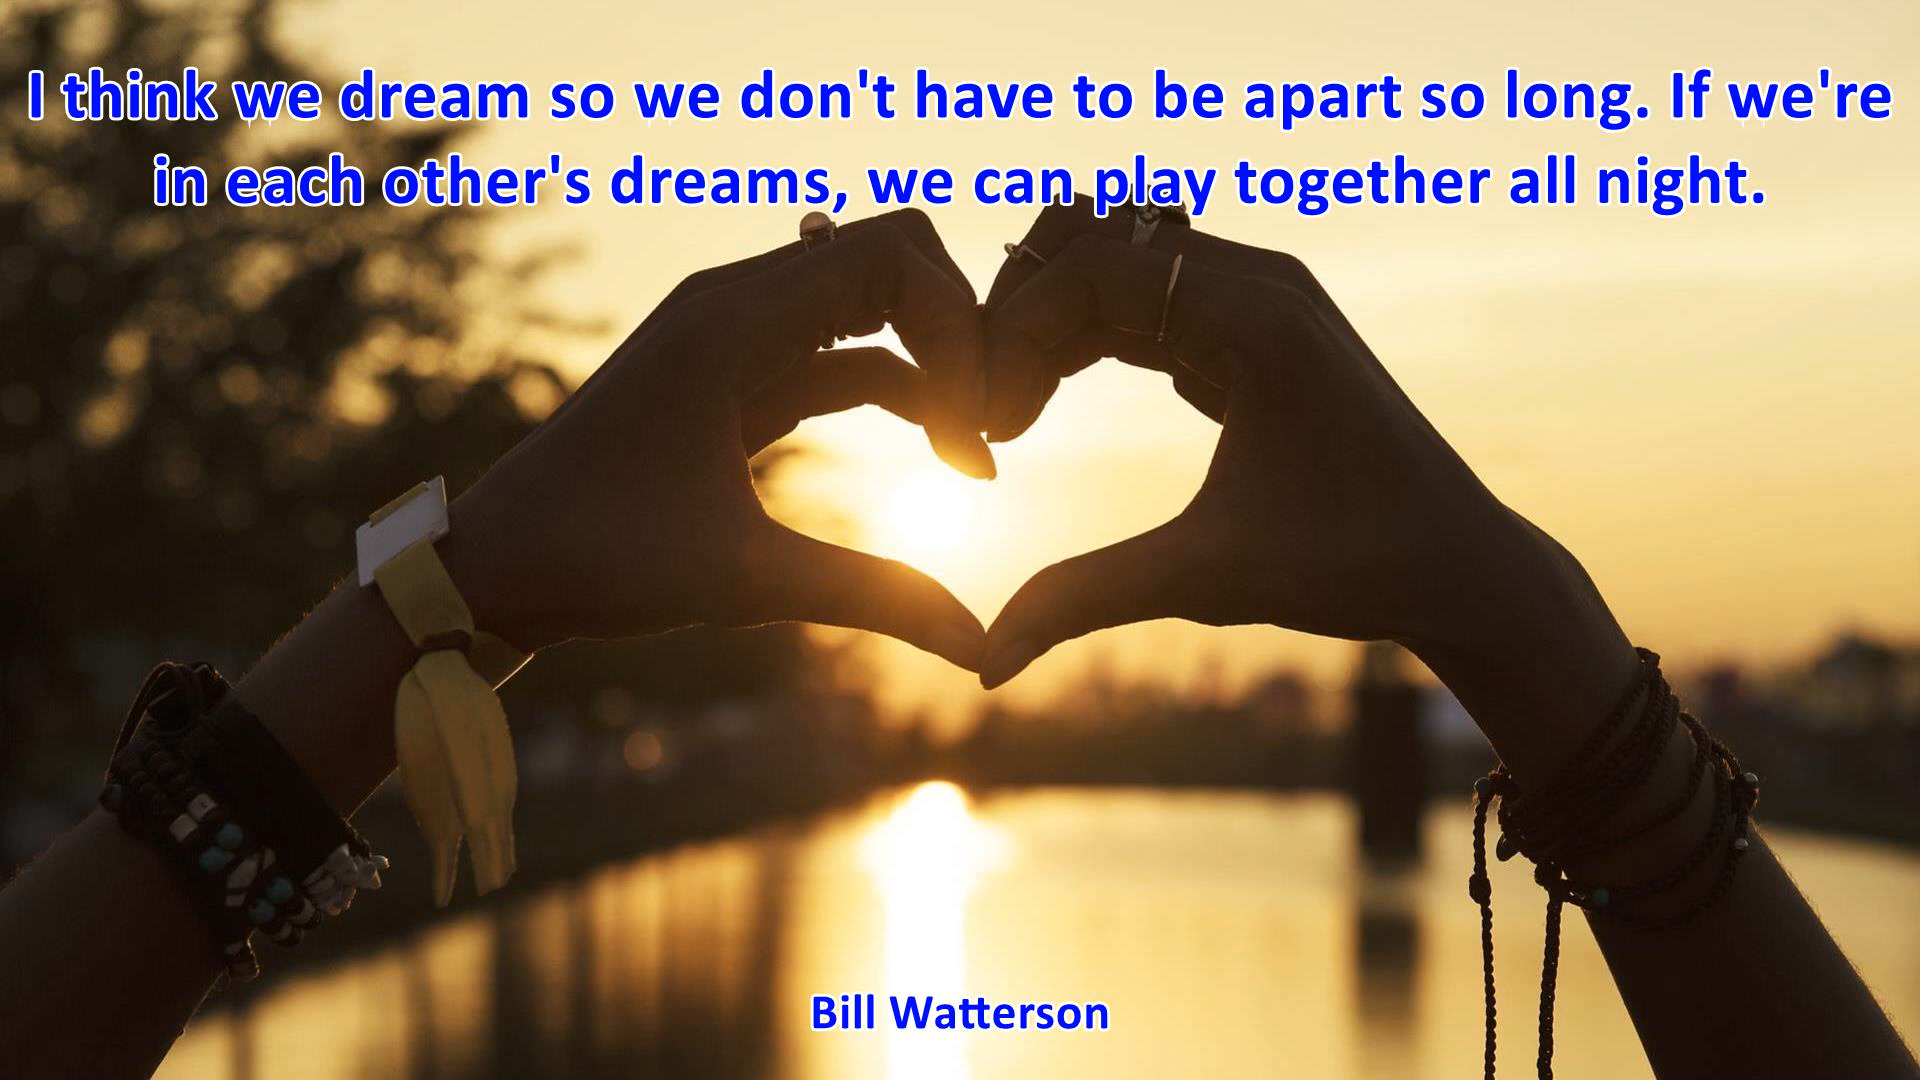 I think we dream so we don't have to be apart so long. If we're
in each other's dreams, we can play together all night.
Bill Watterson